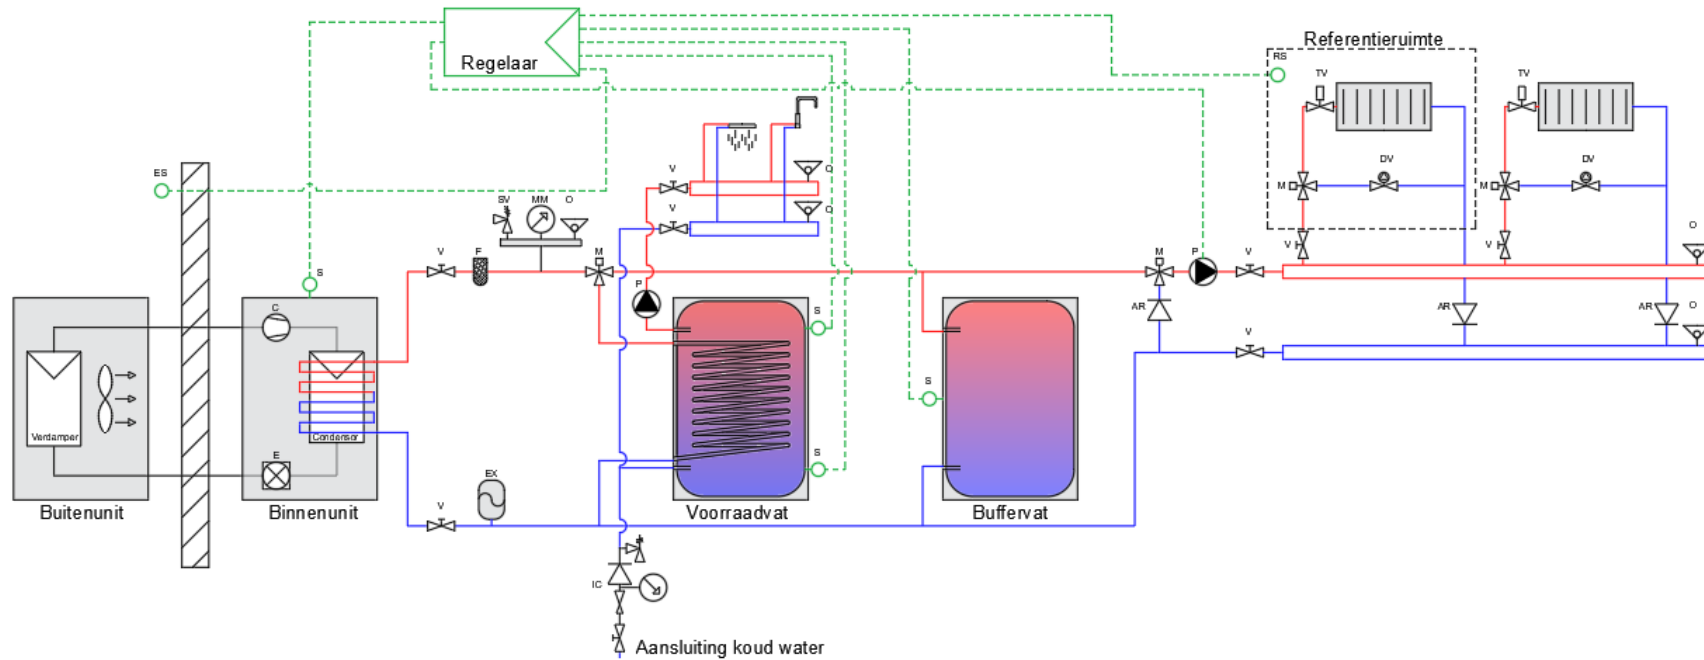 Referentieruimte
Regelaar
RS
TV
TV
ES
V
O
DV
DV
M
M
SV
MM
O
V
O
V
V
O
V
F
M
M
P
V
S
P
C
S
AR
AR
AR
O
V
S
Verdamper
Condensor
E
S
EX
V
Buitenunit
Binnenunit
Voorraadvat
Buffervat
IC
Aansluiting koud water